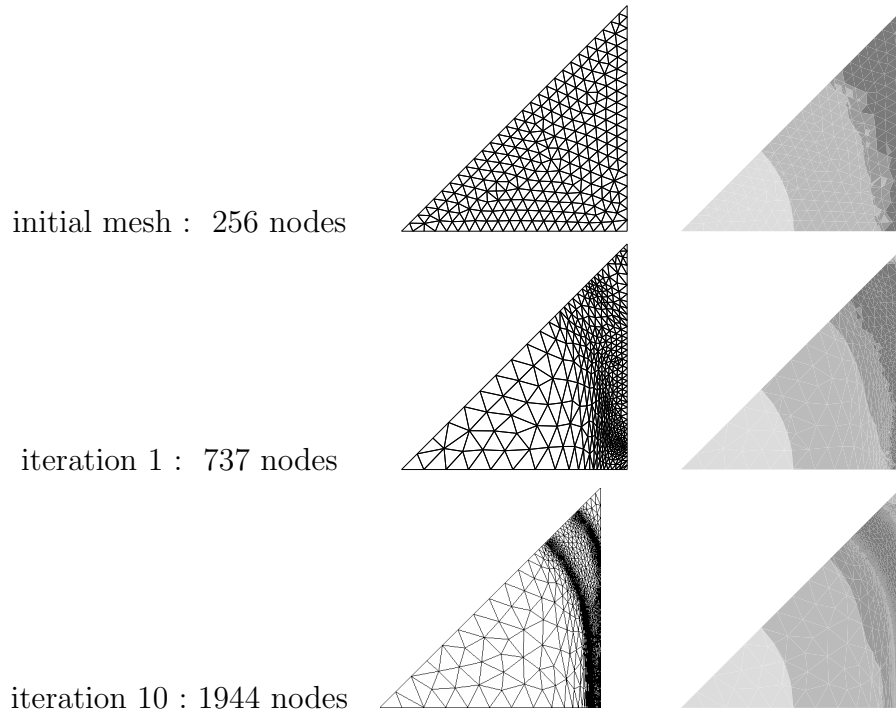 initial mesh : 256 nodes
iteration 1 : 737 nodes
iteration 10 : 1944 nodes